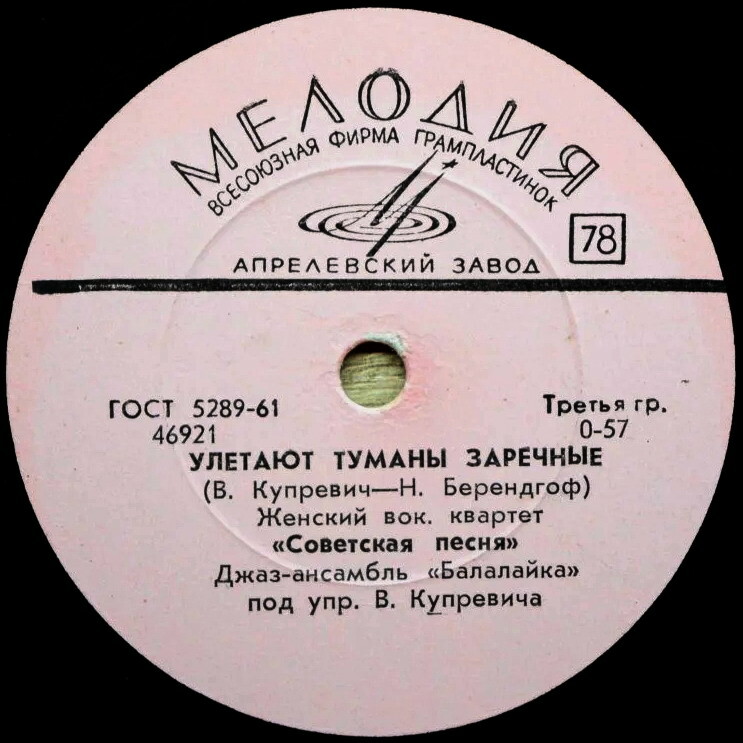 МЕЛОДИЯ
ВСЕСОЮЗНАЯ ФИРМА ГРАМПЛАСТИНОК
78
АПРЕЛЕВСКИЙ ЗАВОД
ГОСТ 5289-61 Третья гр.
46921 0-57
УЛЕТАЮТ ТУМАНЫ ЗАРЕЧНЫЕ
(В. Купревич—Н. Берендгоф)
Женский вок. квартет
«Советская песня»
Джаз-ансамбль «Балалайка»
под упр. В. Купревича